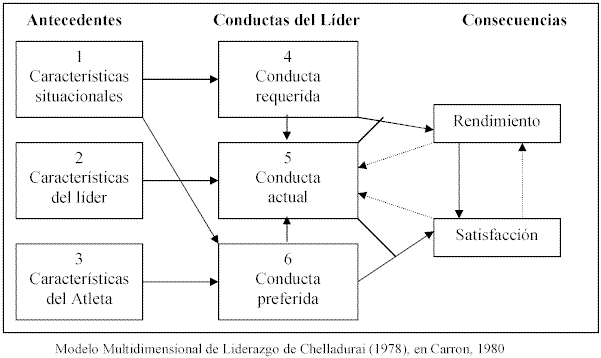 Antecedentes
Conductas del Líder
Consecuencias
1
Características
situacionales
4
Conducta
requerida
Rendimiento
2
Características
del líder
5
Conducta
actual
Satisfacción
3
Características
del Atleta
6
Conducta
preferida
Modelo Multidimensional de Liderazgo de Chelladurai (1978), en Carron, 1980